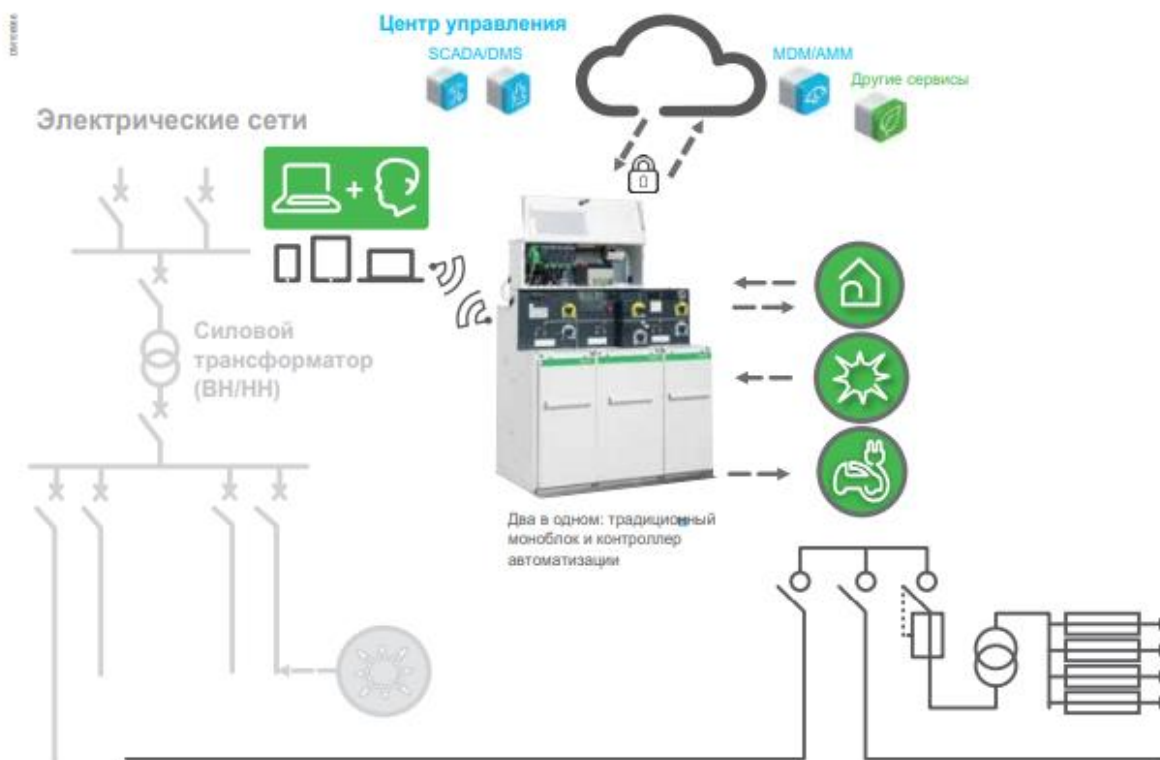 Центр управления
SCADA/DMS
MDM/AMM
Другие сервисы
Электрические сети
Силовой
трансформатор
(ВН/НН)
Два в одном: традиционный
моноблок и контроллер
автоматизации